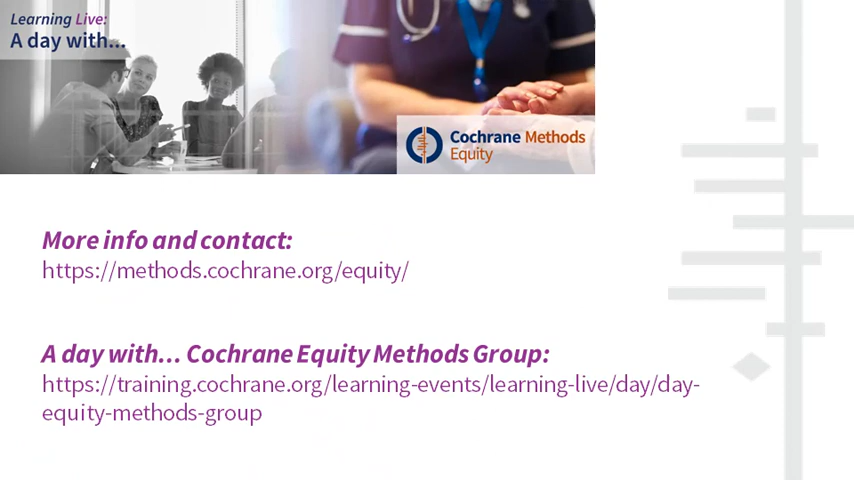 Learning Live:
A day with...
Cochrane Methods
Equity
More info and contact:
https://methods.cochrane.org/equity/
A day with... Cochrane Equity Methods Group:
https://training.cochrane.org/learning-events/learning-live/day/day-
equity-methods-group